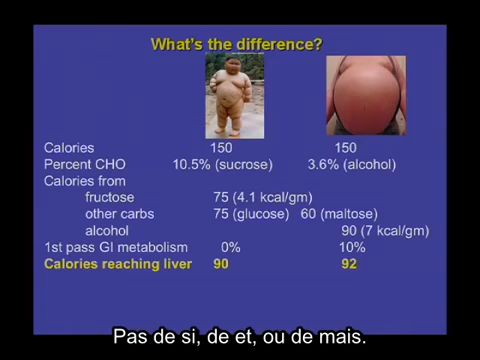 What's the difference?
Calories 150 150
Percent CHO 10.5% (sucrose) 3.6% (alcohol)
Calories from
fructose 75 (4.1 kcal/gm)
other carbs 75 (glucose) 60 (maltose)
alcohol 90 (7 kcal/gm)
1st pass GI metabolism 0% 10%
Calories reaching liver 90 92
Pas de si, de et, ou de mais.